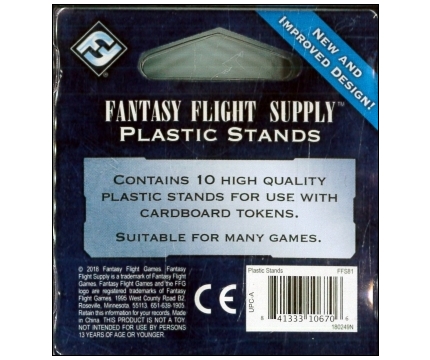 NEW AND
IMPROVED DESIGN!
FANTASY FLIGHT SUPPLY™
PLASTIC STANDS
CONTAINS 10 HIGH QUALITY
PLASTIC STANDS FOR USE WITH
CARDBOARD TOKENS.
SUITABLE FOR MANY GAMES.
© 2018 Fantasy Flight Games. Fantasy
Flight Supply is a trademark of Fantasy Flight
Games. Fantasy Flight Games and the FFG
logo are registered trademarks of Fantasy
Flight Games. 1995 West County Road B2.
Roseville, Minnesota, 55113. 651-639-1905.
Retain this information for your records. Made
in China. THIS PRODUCT IS NOT A TOY.
NOT INTENDED FOR USE BY PERSONS
13 YEARS OF AGE OR YOUNGER.
CE
Plastic Stands FFS81
UPC-A
8 41333 10670 6
160249N